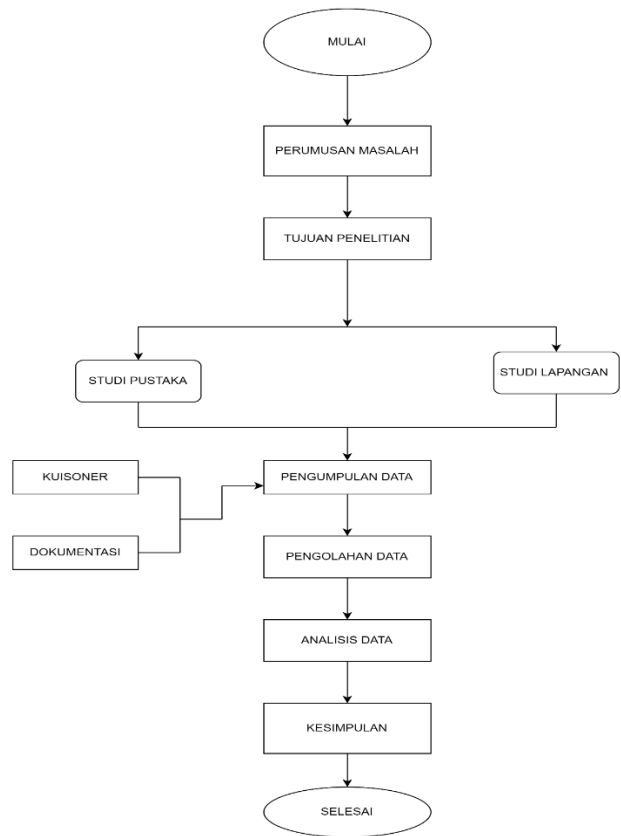 MULAI
PERUMUSAN MASALAH
TUJUAN PENELITIAN
STUDI PUSTAKA
STUDI LAPANGAN
KUISONER
PENGUMPULAN DATA
DOKUMENTASI
PENGOLAHAN DATA
ANALISIS DATA
KESIMPULAN
SELESAI